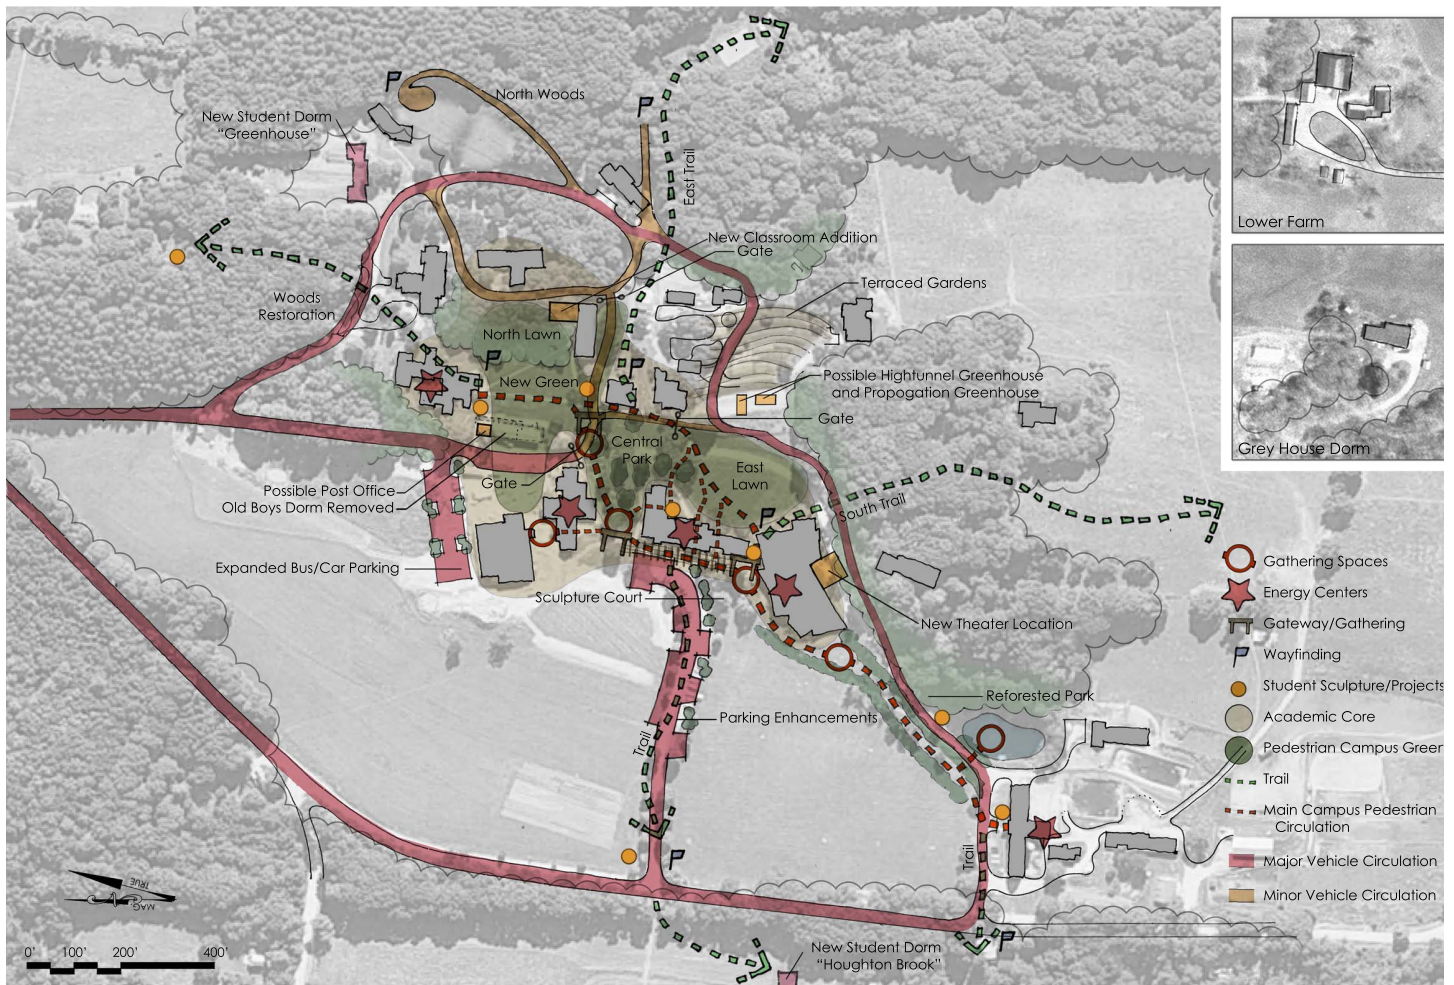 North Woods
New Student Dorm
"Greenhouse"
East Trail
New Classroom Addition
Gate
Terraced Gardens
Woods
Restoration
North Lawn
New Green
Possible Hightunnel Greenhouse
and Propogation Greenhouse
Gate
Central
Park
East
Lawn
Gate
Possible Post Office
Old Boys Dorm Removed
South Trail
Expanded Bus/Car Parking
Sculpture Court
New Theater Location
Reforested Park
Parking Enhancements
Trail
Trail
New Student Dorm
"Houghton Brook"
TRUE
MAG.
0'
100'
200'
400'
Lower Farm
Grey House Dorm
Gathering Spaces
Energy Centers
Gateway/Gathering
Wayfinding
Student Sculpture/Projects
Academic Core
Pedestrian Campus Green
Trail
Main Campus Pedestrian
Circulation
Major Vehicle Circulation
Minor Vehicle Circulation